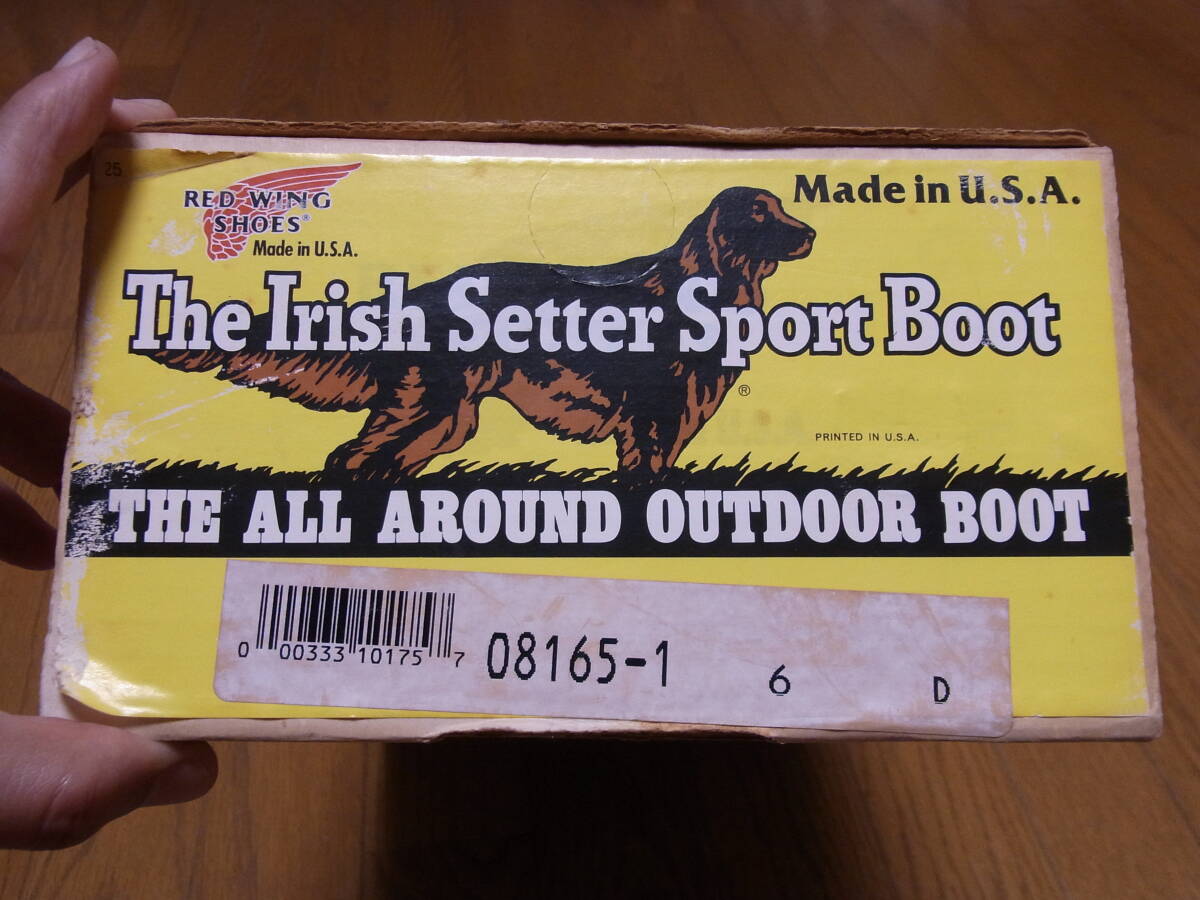 25
RED WING
SHOES®
Made in U.S.A.
Made in U.S.A.
The Irish Setter Sport Boot
®
PRINTED IN U.S.A.
THE ALL AROUND OUTDOOR BOOT
0 00333 10175 7
08165-1 6 D